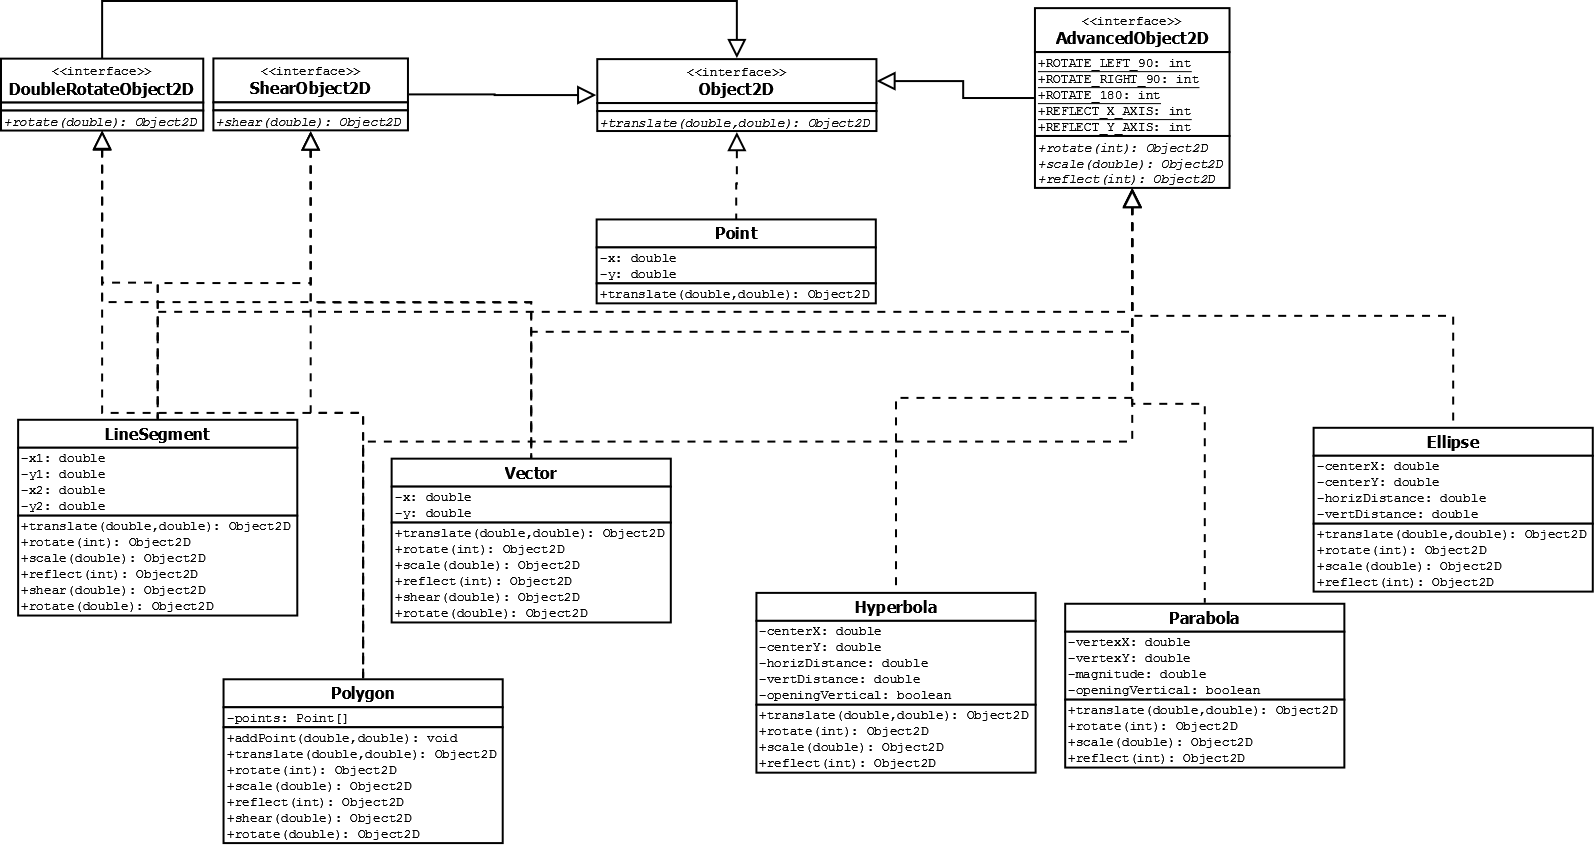 <<interface>>
DoubleRotateObject2D
+rotate(double): Object2D
<<interface>>
ShearObject2D
+shear(double): Object2D
<<interface>>
Object2D
+translate(double,double): Object2D
<<interface>>
AdvancedObject2D
+ROTATE_LEFT_90: int
+ROTATE_RIGHT_90: int
+ROTATE_180: int
+REFLECT_X_AXIS: int
+REFLECT_Y_AXIS: int
+rotate(int): Object2D
+scale(double): Object2D
+reflect(int): Object2D
Point
-x: double
-y: double
+translate(double,double): Object2D
LineSegment
-x1: double
-y1: double
-x2: double
-y2: double
+translate(double,double): Object2D
+rotate(int): Object2D
+scale(double): Object2D
+reflect(int): Object2D
+shear(double): Object2D
+rotate(double): Object2D
Vector
-x: double
-y: double
+translate(double,double): Object2D
+rotate(int): Object2D
+scale(double): Object2D
+reflect(int): Object2D
+shear(double): Object2D
+rotate(double): Object2D
Ellipse
-centerX: double
-centerY: double
-horizDistance: double
-vertDistance: double
+translate(double,double): Object2D
+rotate(int): Object2D
+scale(double): Object2D
+reflect(int): Object2D
Hyperbola
-centerX: double
-centerY: double
-horizDistance: double
-vertDistance: double
-openingVertical: boolean
+translate(double,double): Object2D
+rotate(int): Object2D
+scale(double): Object2D
+reflect(int): Object2D
Parabola
-vertexX: double
-vertexY: double
-magnitude: double
-openingVertical: boolean
+translate(double,double): Object2D
+rotate(int): Object2D
+scale(double): Object2D
+reflect(int): Object2D
Polygon
-points: Point[]
+addPoint(double,double): void
+translate(double,double): Object2D
+rotate(int): Object2D
+scale(double): Object2D
+reflect(int): Object2D
+shear(double): Object2D
+rotate(double): Object2D